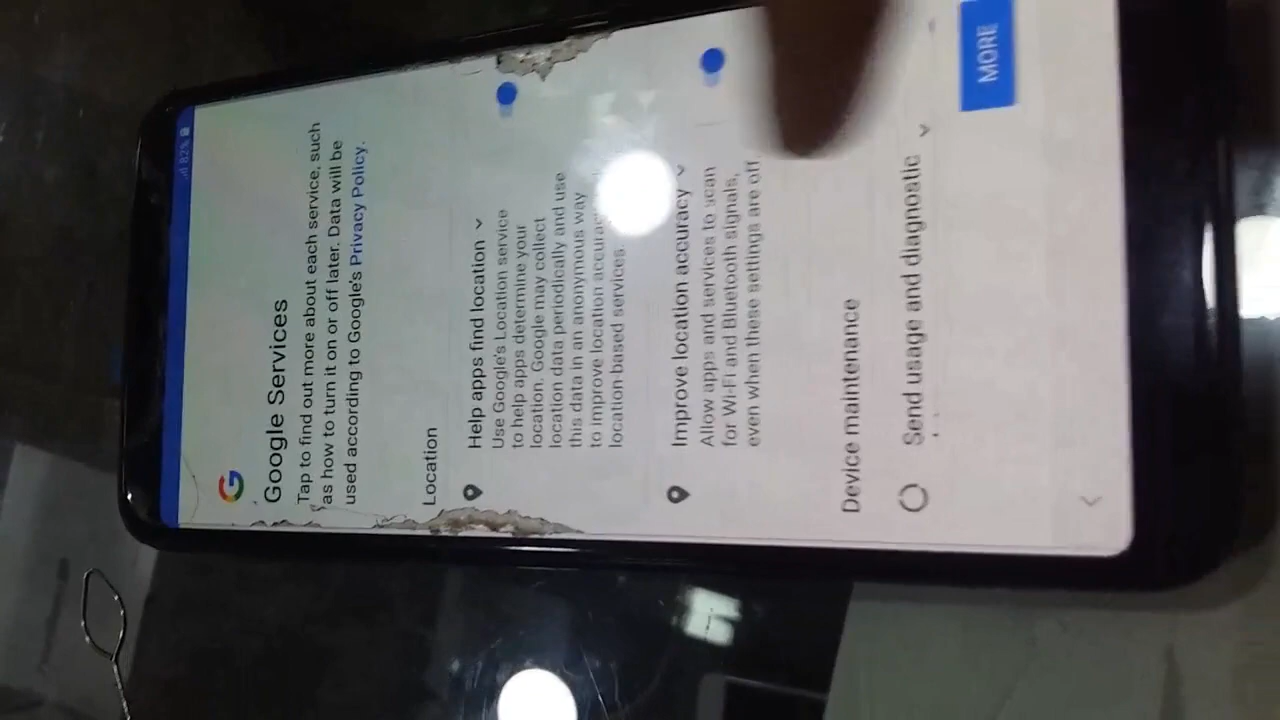 82%
Google Services
Tap to find out more about each service, such
as how to turn it on or off later. Data will be
used according to Google's Privacy Policy.
Location
Help apps find location
Use Google's Location service
to help apps determine your
location. Google may collect
location data periodically and use
this data in an anonymous way
to improve location accuracy
location-based services.
Improve location accuracy
Allow apps and services to scan
for Wi-Fi and Bluetooth signals,
even when these settings are off.
Device maintenance
Send usage and diagnostic
MORE